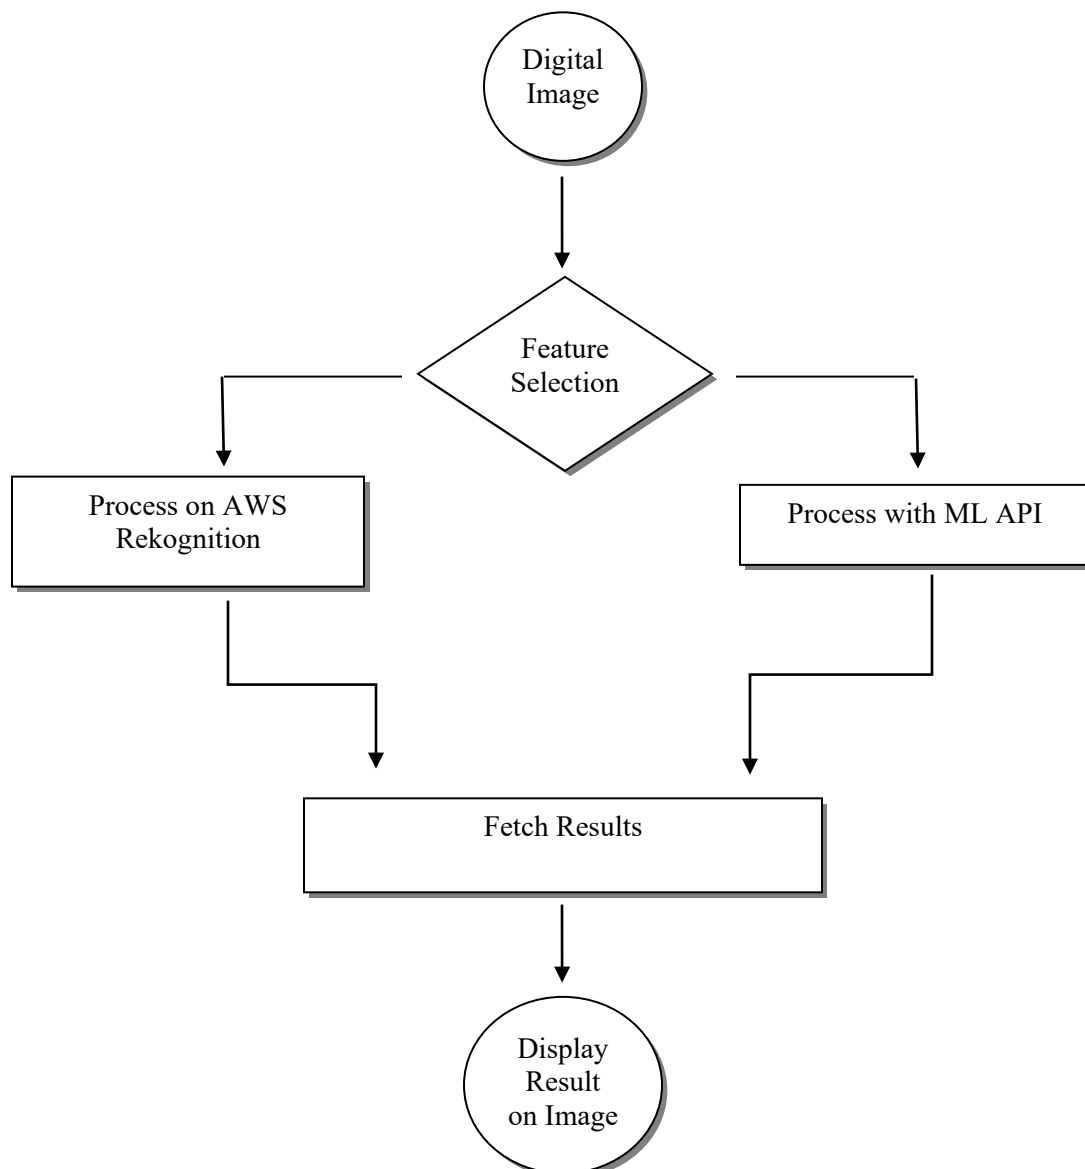 Digital
Image
Feature
Selection
Process on AWS
Rekognition
Process with ML API
Fetch Results
Display
Result
on Image